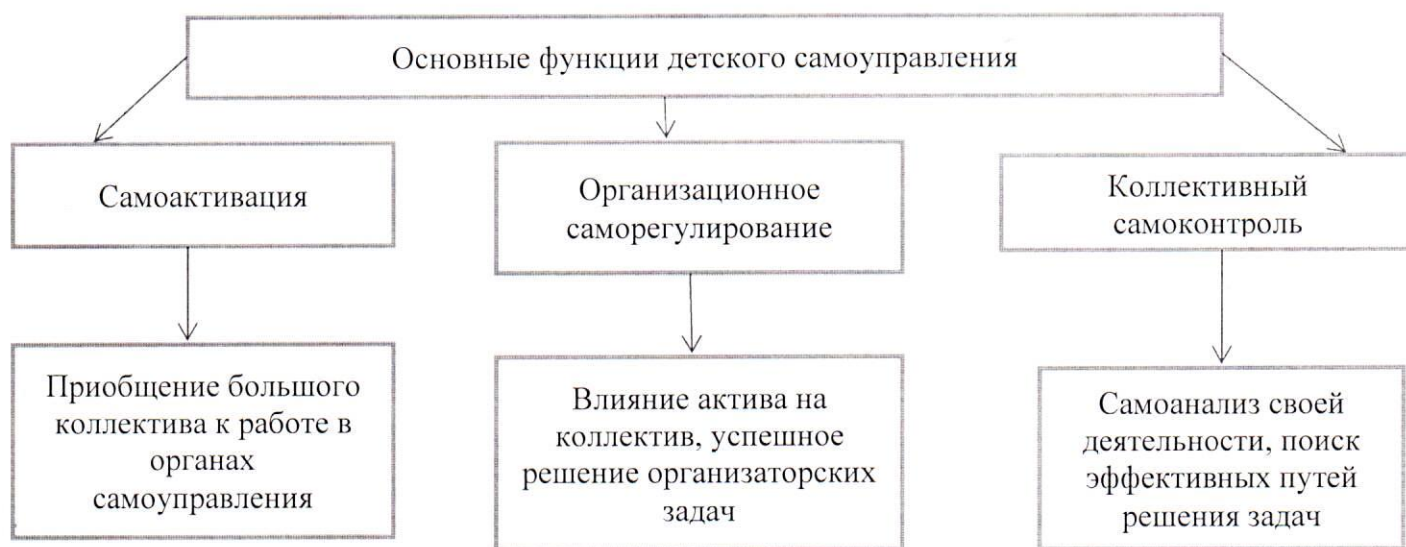 Основные функции детского самоуправления
Самоактивация
Организационное
саморегулирование
Коллективный
самоконтроль
Приобщение большого
коллектива к работе в
органах
самоуправления
Влияние актива на
коллектив, успешное
решение организаторских
задач
Самоанализ своей
деятельности, поиск
эффективных путей
решения задач